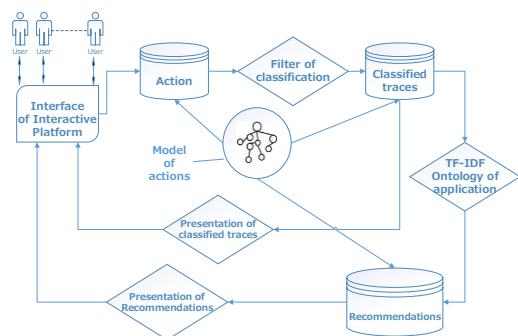 User
User
User
Interface
of Interactive
Platform
Action
Filter of
classification
Classified
traces
Model
of
actions
TF-IDF
Ontology of
application
Presentation of
classified traces
Presentation of
Recommendations
Recommendations